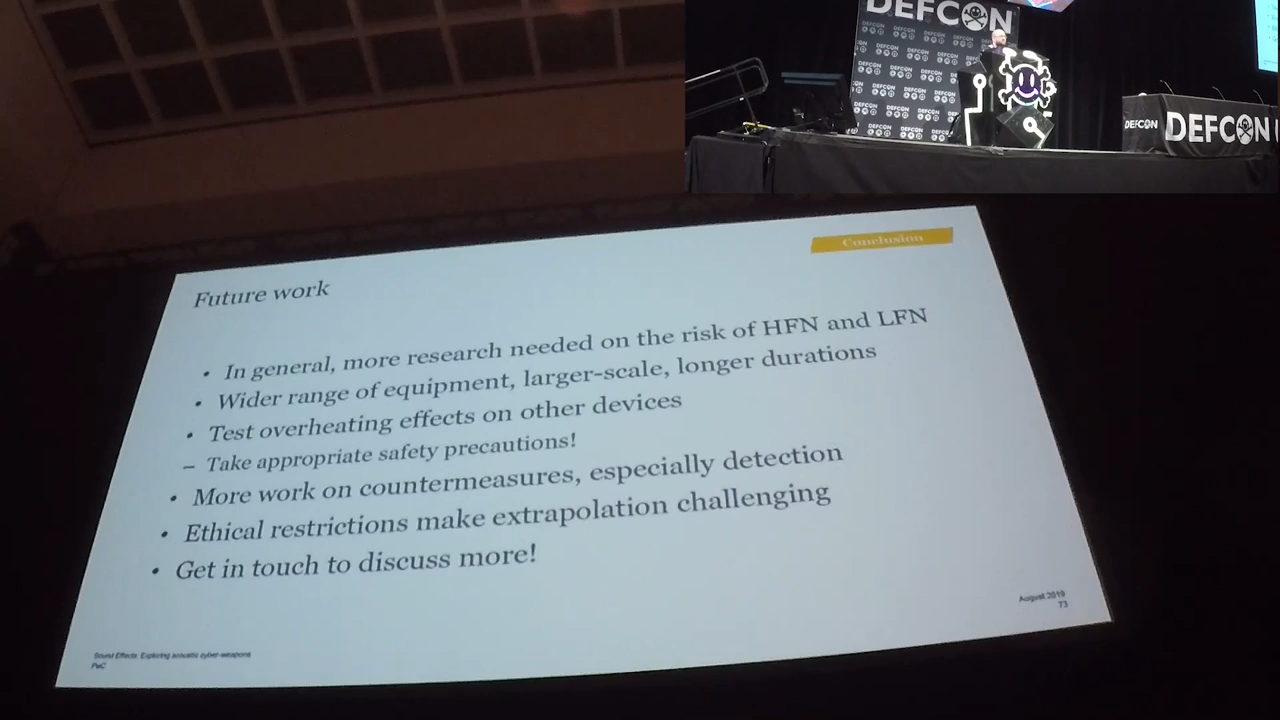 DEFCON
DEFCON
DEFCON
Conclusion
Future work
• In general, more research needed on the risk of HFN and LFN
• Wider range of equipment, larger-scale, longer durations
• Test overheating effects on other devices
– Take appropriate safety precautions!
• More work on countermeasures, especially detection
• Ethical restrictions make extrapolation challenging
• Get in touch to discuss more!
August 2019
73
Sound Effects: Exploring acoustic cyber-weapons
PwC